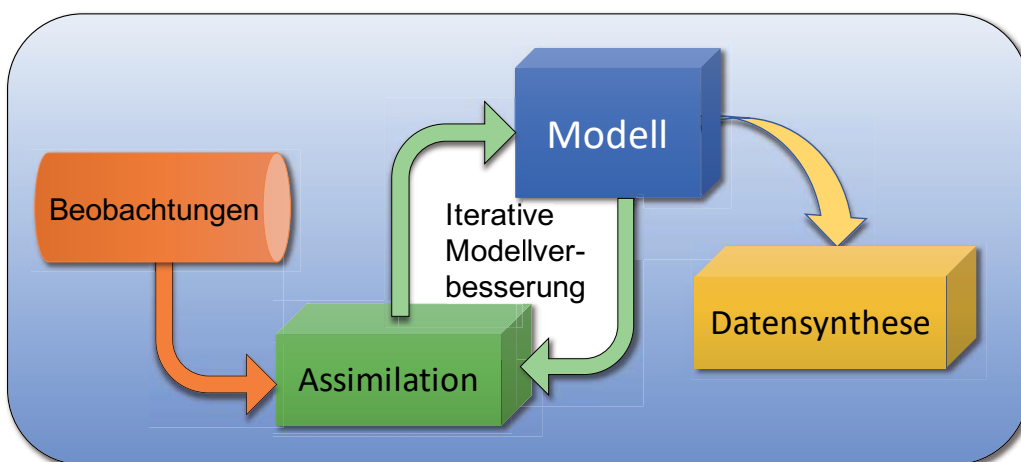 Modell
Beobachtungen
Iterative
Modellver-
besserung
Datensynthese
Assimilation